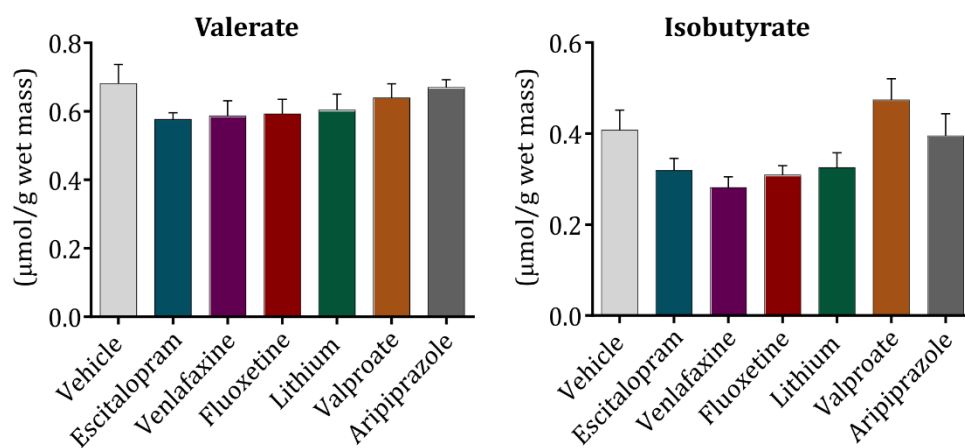 Valerate
(µmol/g wet mass)
0.8
0.6
0.4
0.2
0.0
Vehicle
Escitalopram
Venlafaxine
Fluoxetine
Lithium
Valproate
Aripiprazole
Isobutyrate
(µmol/g wet mass)
0.6
0.4
0.2
0.0
Vehicle
Escitalopram
Venlafaxine
Fluoxetine
Lithium
Valproate
Aripiprazole